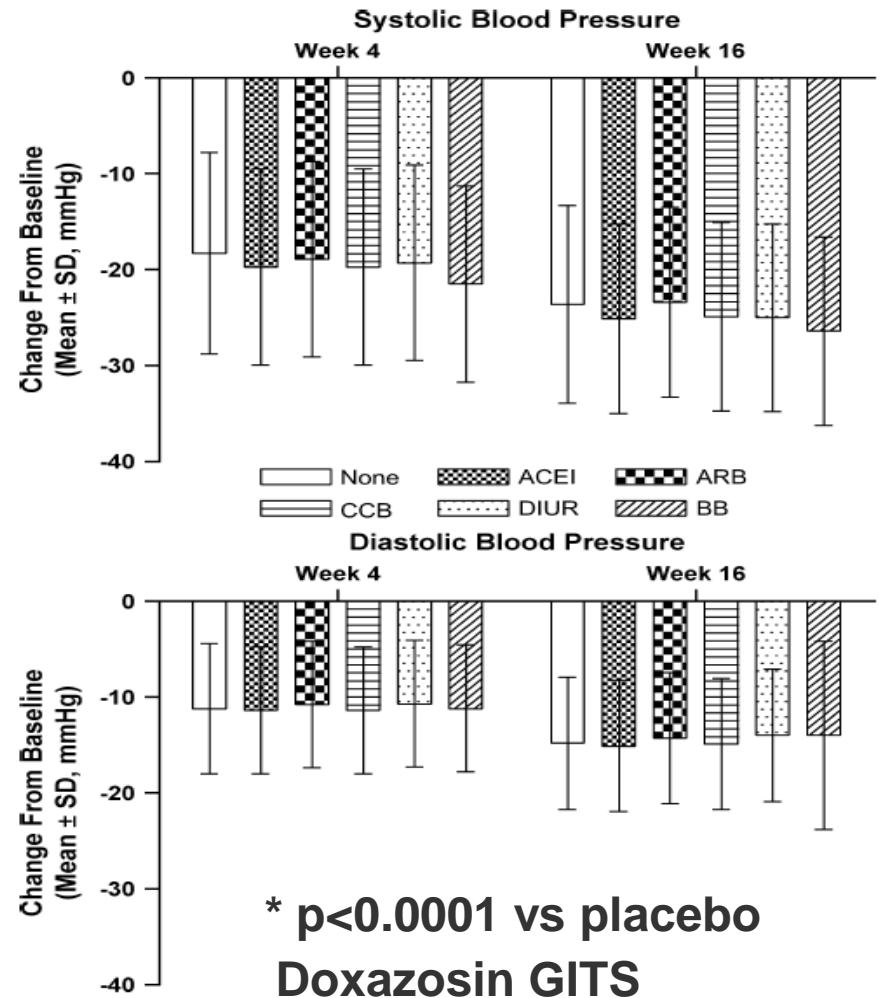 Systolic Blood Pressure
Week 4 Week 16
Change From Baseline
(Mean ± SD, mmHg)
0
-10
-20
-30
-40
None ACEI ARB
CCB DIUR BB
Diastolic Blood Pressure
Week 4 Week 16
Change From Baseline
(Mean ± SD, mmHg)
0
-10
-20
-30
-40
* p<0.0001 vs placebo
Doxazosin GITS